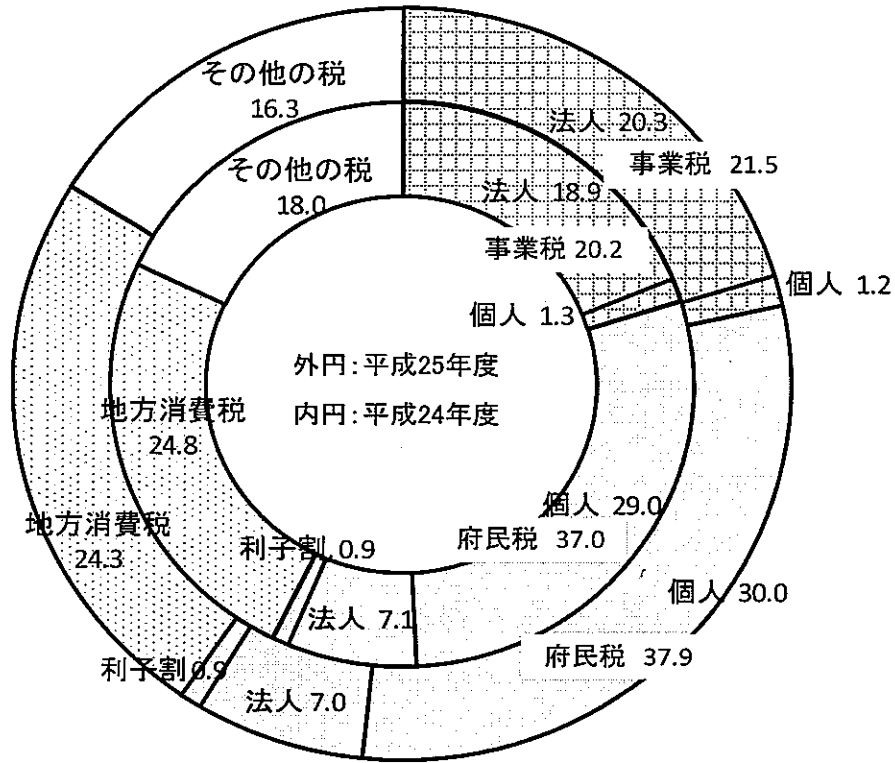 その他の税
16.3
法人 20.3
事業税 21.5
その他の税
18.0
法人 18.9
事業税 20.2
個人 1.2
個人 1.3
外円：平成25年度
内円：平成24年度
地方消費税
24.8
個人 29.0
府民税 37.0
地方消費税
24.3
利子割 0.9
個人 30.0
法人 7.1
府民税 37.9
利子割 0.9
法人 7.0